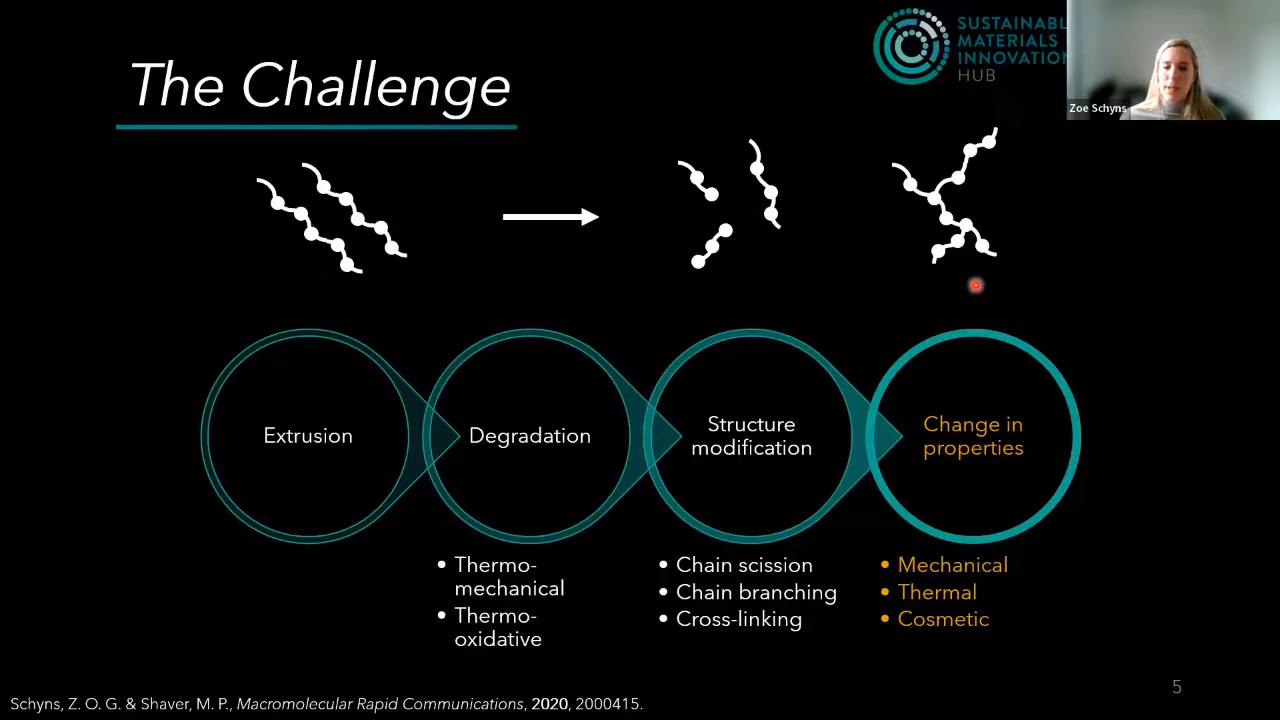 The Challenge
SUSTAINABL
MATERIALS
INNOVATION
HUB
Zoe Schyns
Extrusion
Degradation
Structure
modification
Change in
properties
• Thermo-
mechanical
• Thermo-
oxidative
• Chain scission
• Chain branching
• Cross-linking
• Mechanical
• Thermal
• Cosmetic
5
Schyns, Z. O. G. & Shaver, M. P., Macromolecular Rapid Communications, 2020, 2000415.